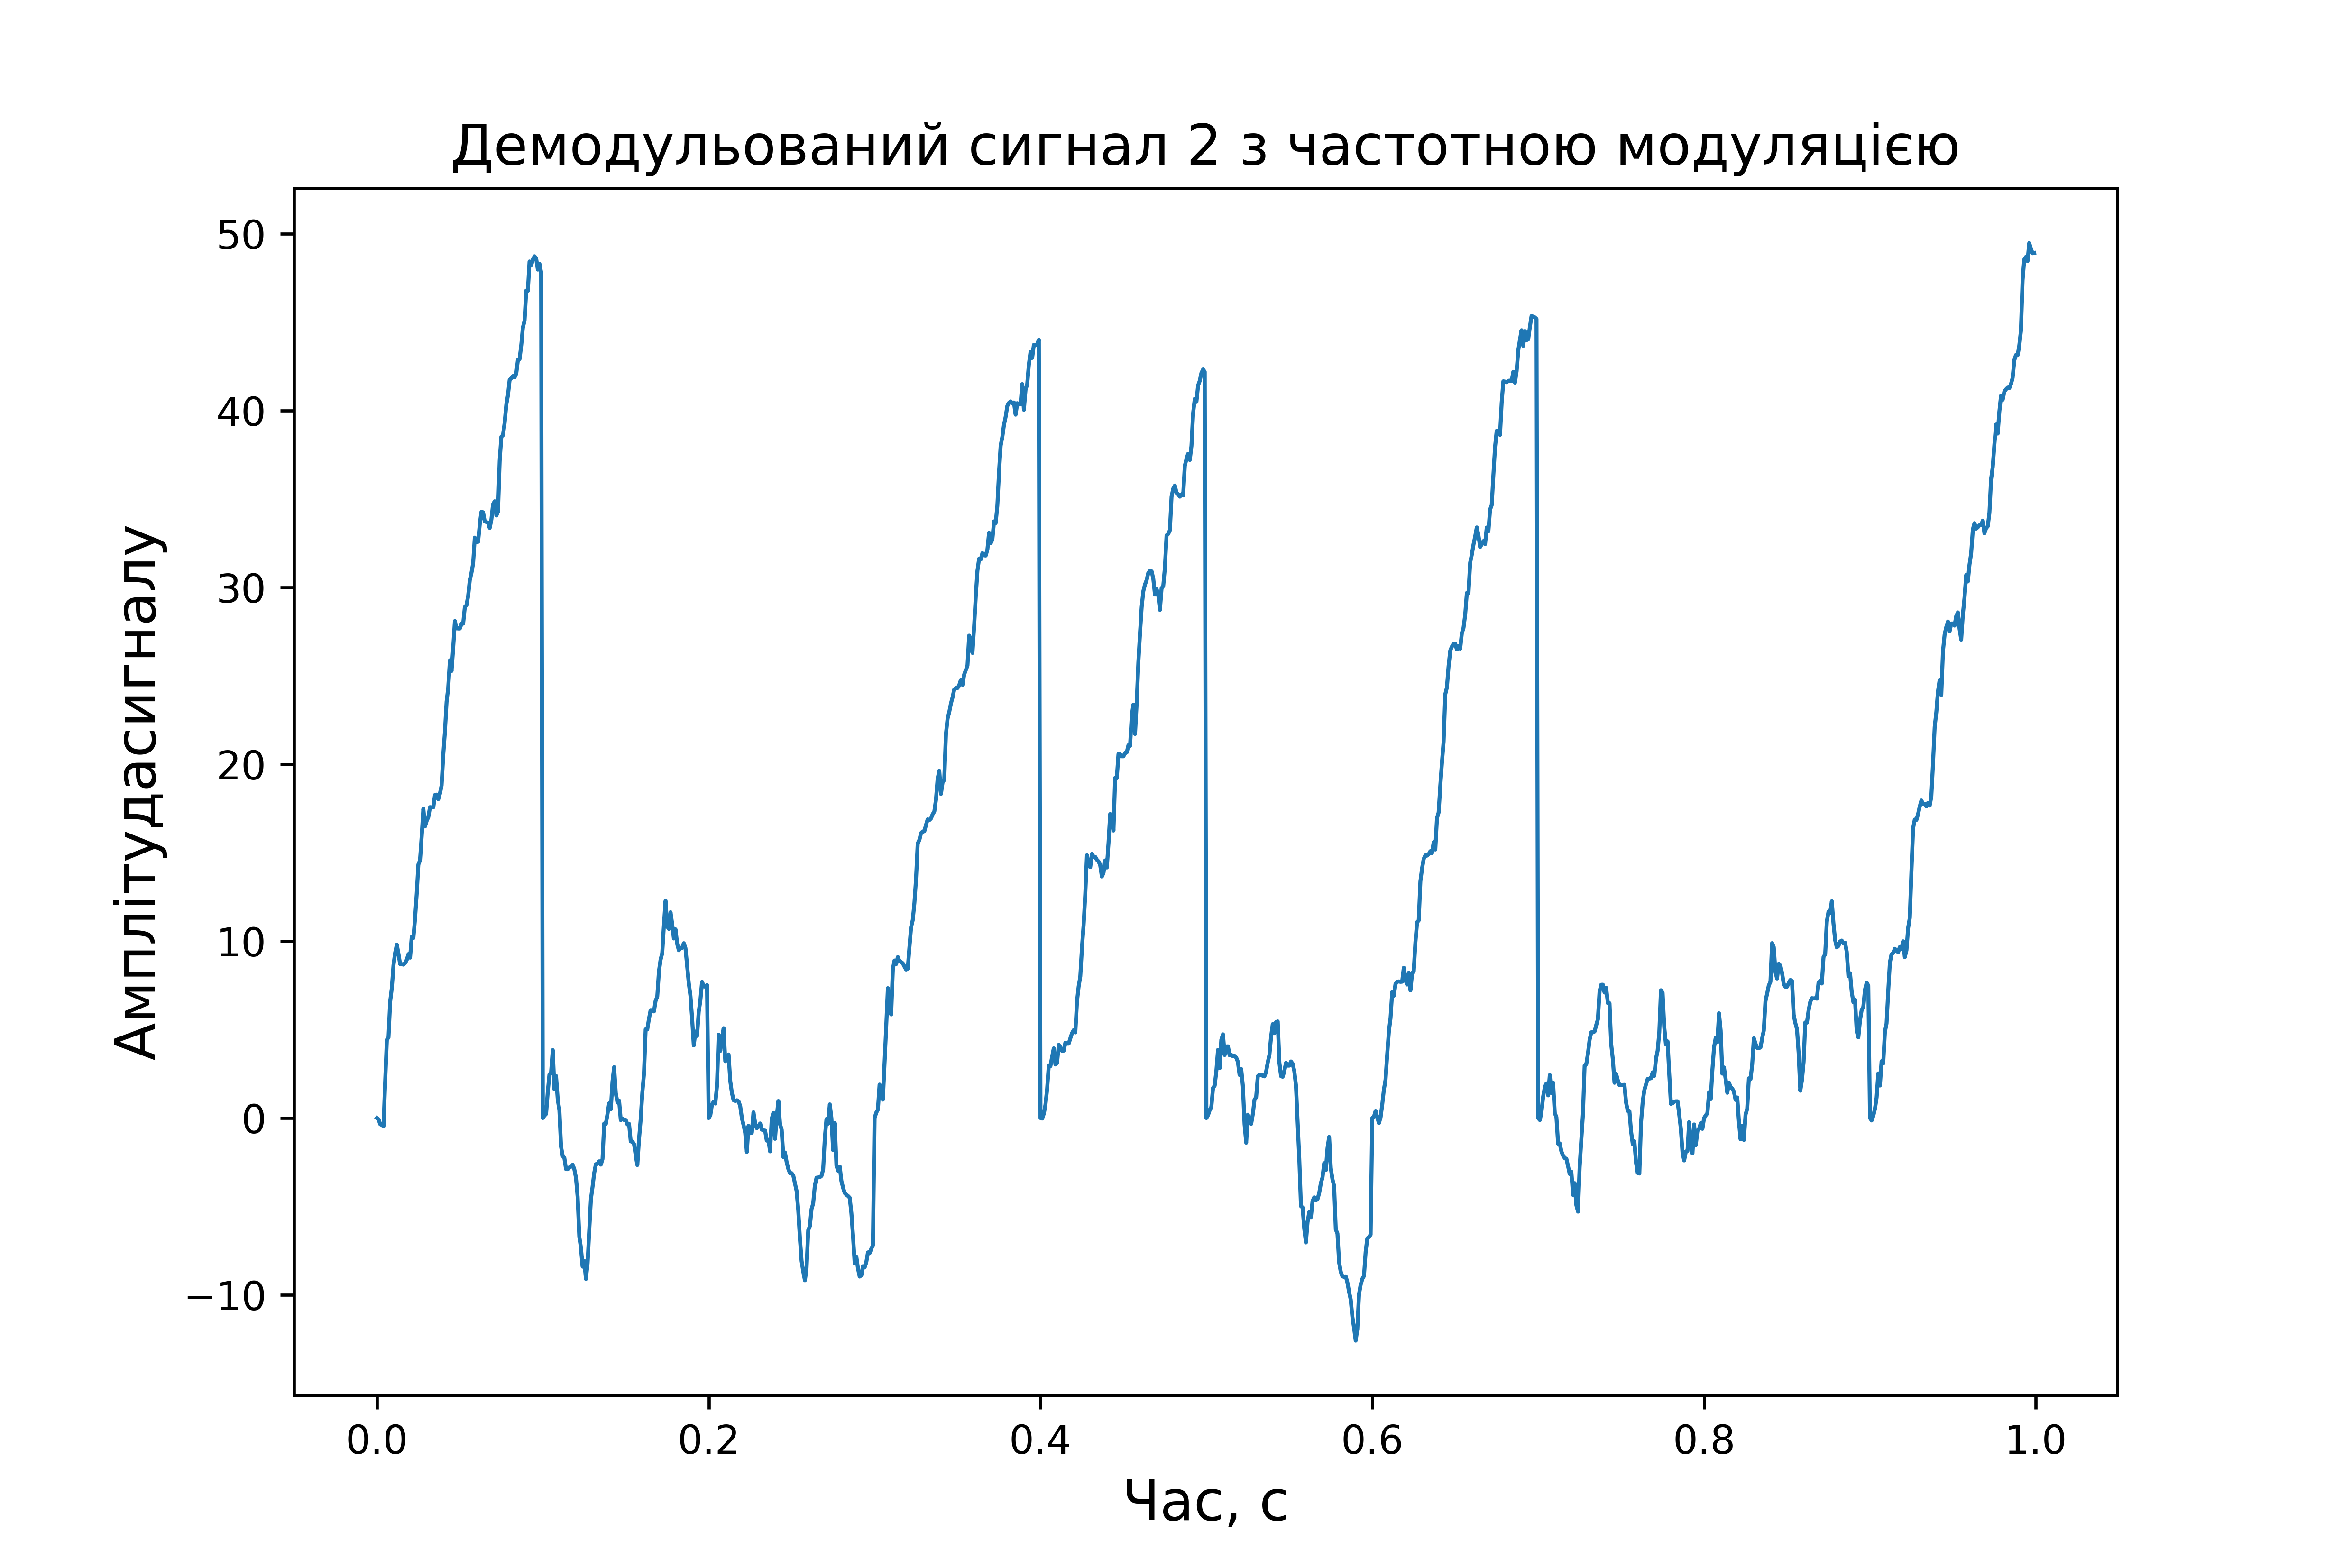 Демодульований сигнал 2 з частотною модуляцією
50
40
30
20
10
0
−10
Амплітудасигналу
0.0 0.2 0.4 0.6 0.8 1.0
Час, с